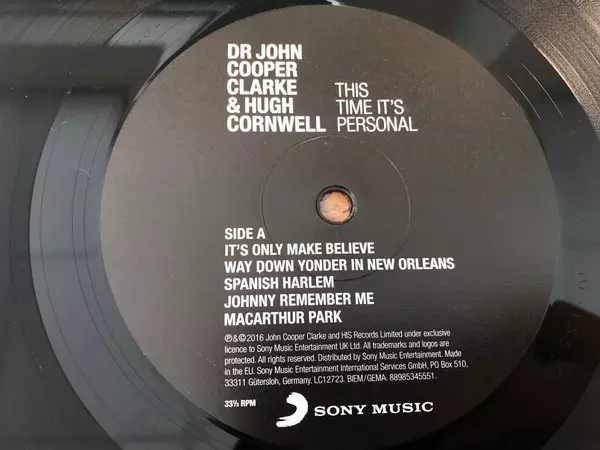 DR JOHN
COOPER
CLARKE
& HUGH
CORNWELL
THIS
TIME IT'S
PERSONAL
SIDE A
IT'S ONLY MAKE BELIEVE
WAY DOWN YONDER IN NEW ORLEANS
SPANISH HARLEM
JOHNNY REMEMBER ME
MACARTHUR PARK
℗&©2016 John Cooper Clarke and HIS Records Limited under exclusive
licence to Sony Music Entertainment UK Ltd. All trademarks and logos are
protected. All rights reserved. Distributed by Sony Music Entertainment. Made
in the EU. Sony Music Entertainment International Services GmbH, PO Box 510,
33311 Gütersloh, Germany. LC12723. BIEM/GEMA. 88985345551.
33⅓ RPM
SONY MUSIC